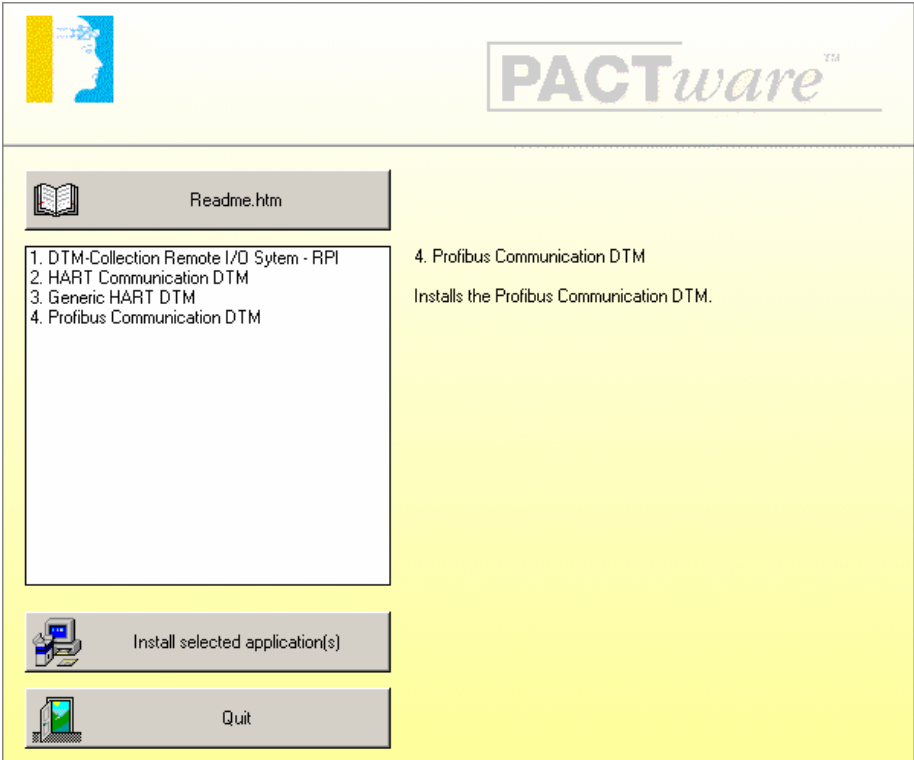 PACTware™
Readme.htm
1. DTM-Collection Remote I/O Sytem - RPI
2. HART Communication DTM
3. Generic HART DTM
4. Profibus Communication DTM
4. Profibus Communication DTM
Installs the Profibus Communication DTM.
Install selected application(s)
Quit